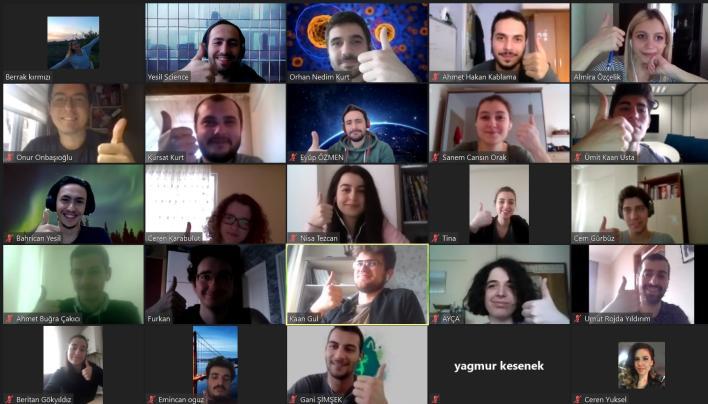 Berrak kırmızı
Yesil Science
Orhan Nedim Kurt
Ahmet Hakan Kablama
Almira Özçelik
Onur Onbaşıoğlu
Kürsat Kurt
Eyüp ÖZMEN
Sanem Cansın Orak
Ümit Kaan Usta
Bahrican Yesil
Ceren Karabulut
Nisa Tezcan
Tina
Cem Gürbüz
Ahmet Buğra Çakıcı
Furkan
Kaan Gul
AYÇA
Umut Rojda Yıldırım
Beritan Gökyıldız
Emincan oguz
Gani ŞİMŞEK
yagmur kesenek
Ceren Yuksel